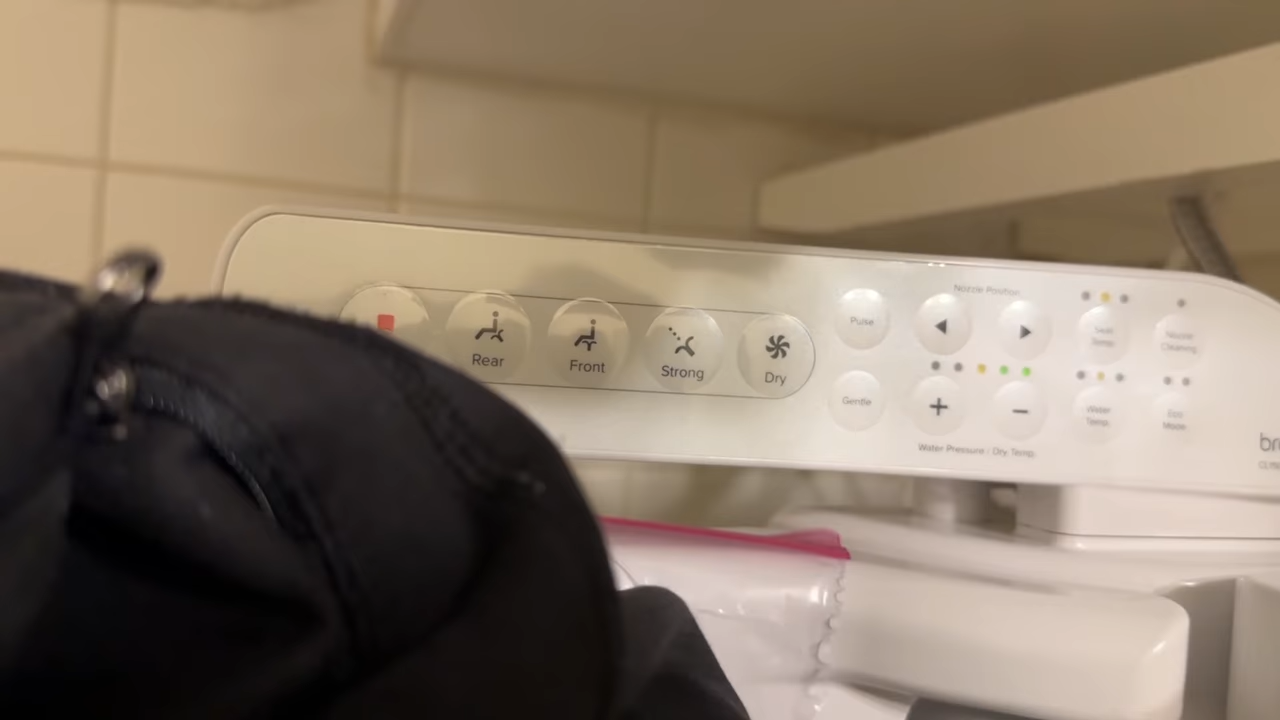 Rear
Front
Strong
Dry
Pulse
Gentle
Nozzle Position
+
-
Water Pressure / Dry Temp.
Seat
Temp.
Water
Temp.
Nozzle
Cleaning
Eco
Mode